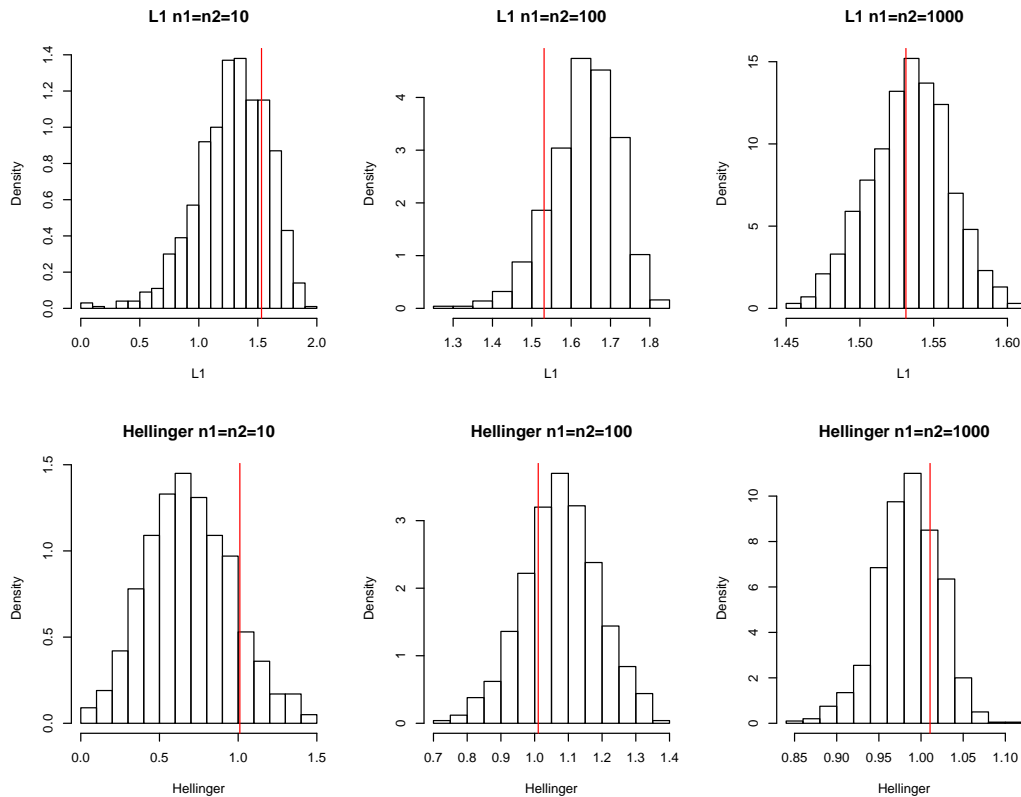 L1 n1=n2=10
Density
0.0 0.2 0.4 0.6 0.8 1.0 1.2 1.4
0.0 0.5 1.0 1.5 2.0
L1
L1 n1=n2=100
Density
0 1 2 3 4
1.3 1.4 1.5 1.6 1.7 1.8
L1
L1 n1=n2=1000
Density
0 5 10 15
1.45 1.50 1.55 1.60
L1
Hellinger n1=n2=10
Density
0.0 0.5 1.0 1.5
0.0 0.5 1.0 1.5
Hellinger
Hellinger n1=n2=100
Density
0 1 2 3
0.7 0.8 0.9 1.0 1.1 1.2 1.3 1.4
Hellinger
Hellinger n1=n2=1000
Density
0 2 4 6 8 10
0.85 0.90 0.95 1.00 1.05 1.10
Hellinger